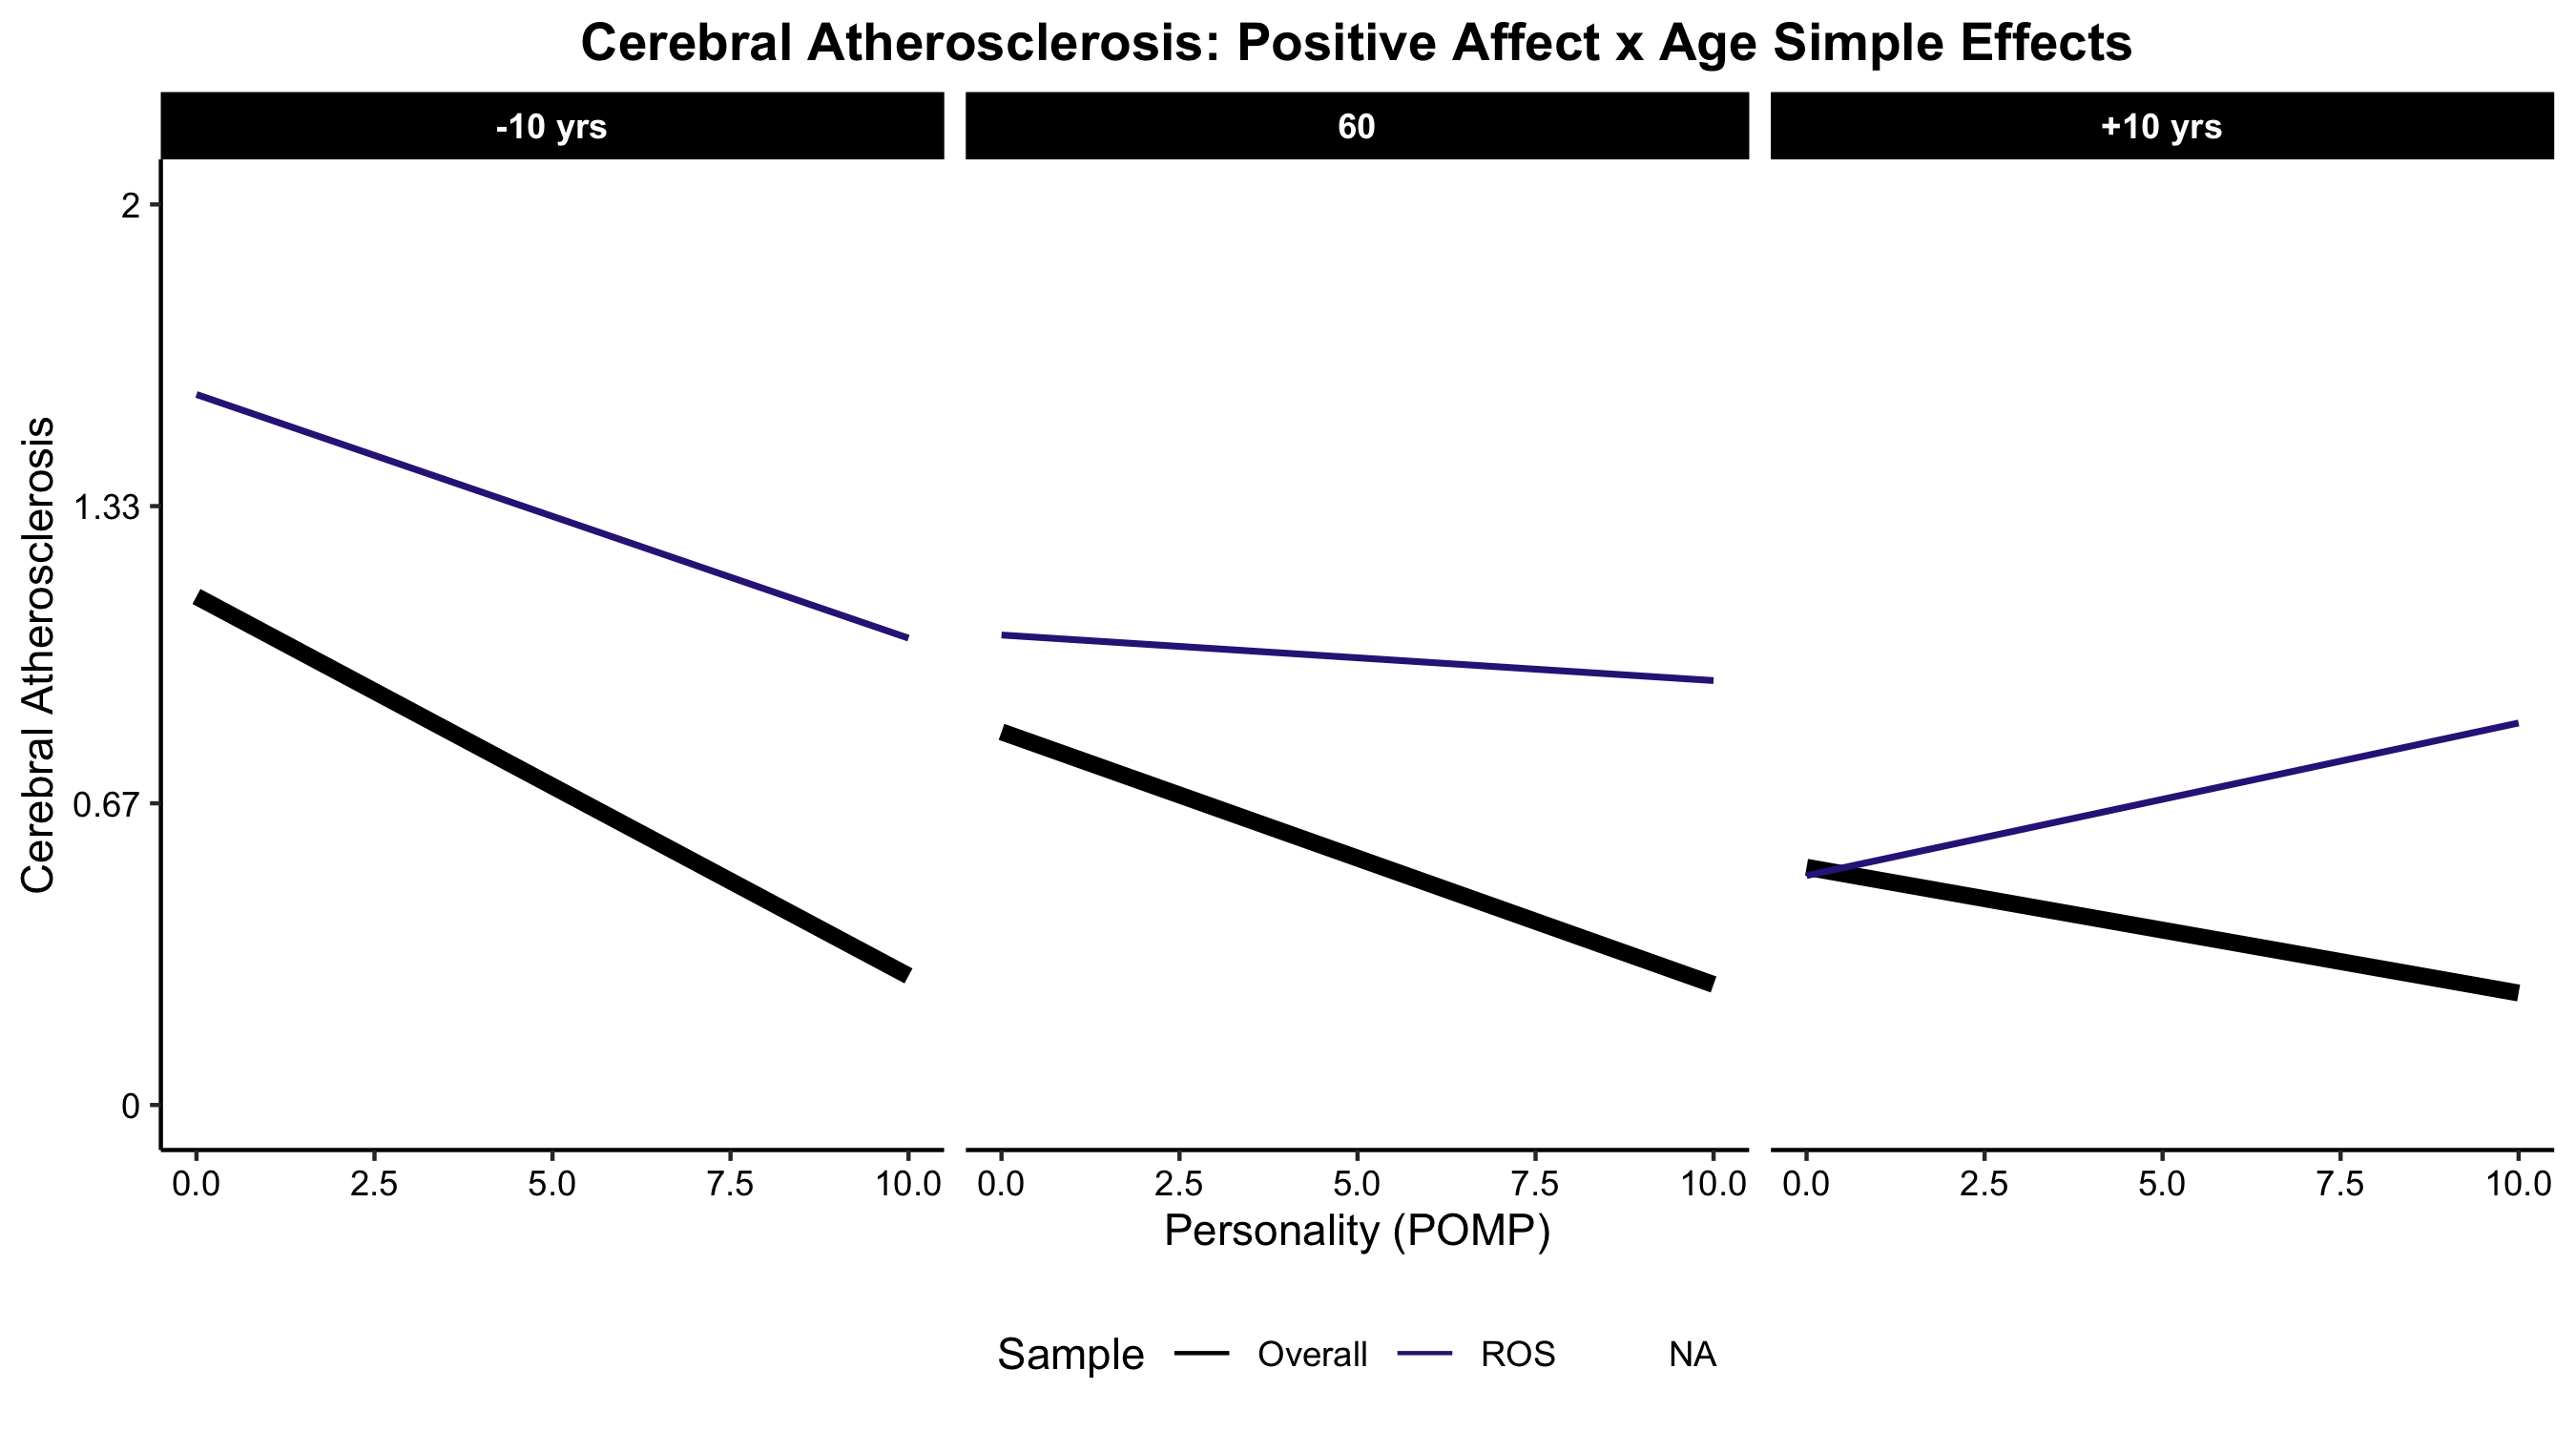 Cerebral Atherosclerosis: Positive Affect x Age Simple Effects
-10 yrs 60 +10 yrs
Cerebral Atherosclerosis
2
1.33
0.67
0
0.0 2.5 5.0 7.5 10.0 0.0 2.5 5.0 7.5 10.0 0.0 2.5 5.0 7.5 10.0
Personality (POMP)
Sample Overall ROS NA